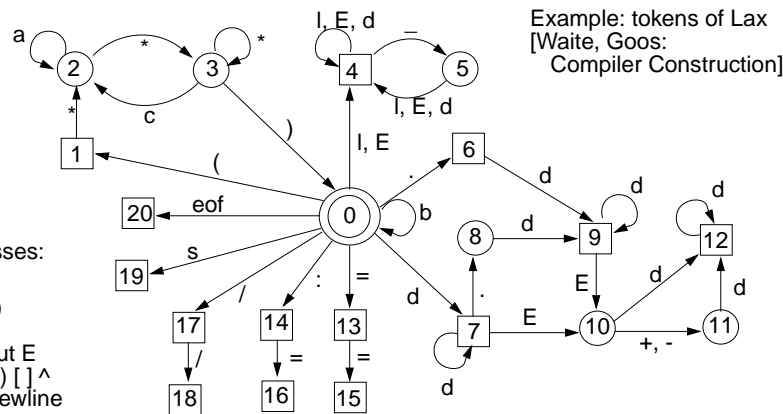 Example: tokens of Lax
[Waite, Goos:
Compiler Construction]
a
2
*
3
*
c
*
1
(
)
l, E, d
4
_
5
l, E, d
l, E
.
6
d
20
eof
0
b
8
d
9
d
d
12
s
19
/
:
=
d
.
E
d
d
17
14
13
7
E
10
+, -
11
/
=
=
d
18
16
15
sses:
)
ut E
) [ ] ^
ewline